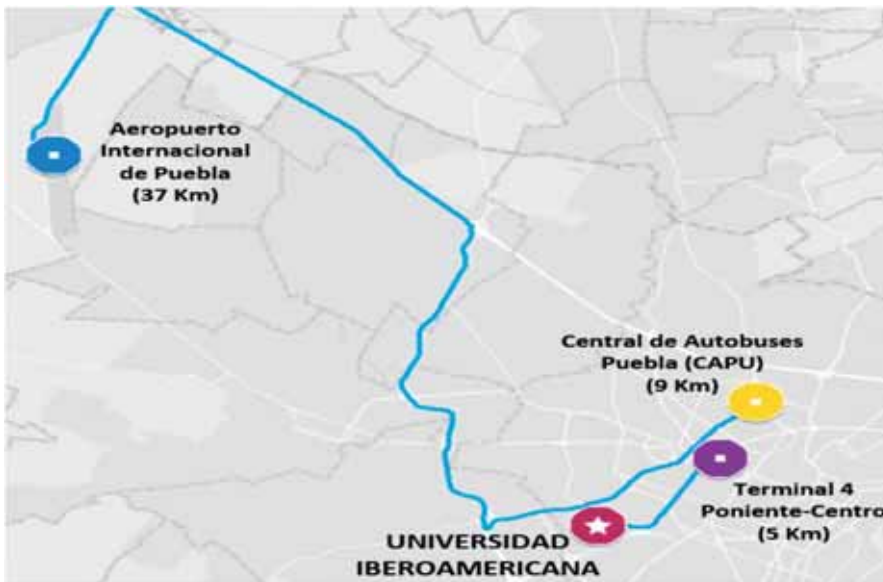 Aeropuerto
Internacional
de Puebla
(37 Km)
Central de Autobuses
Puebla (CAPU)
(9 Km)
Terminal 4
Poniente-Centro
(5 Km)
UNIVERSIDAD
IBEROAMERICANA